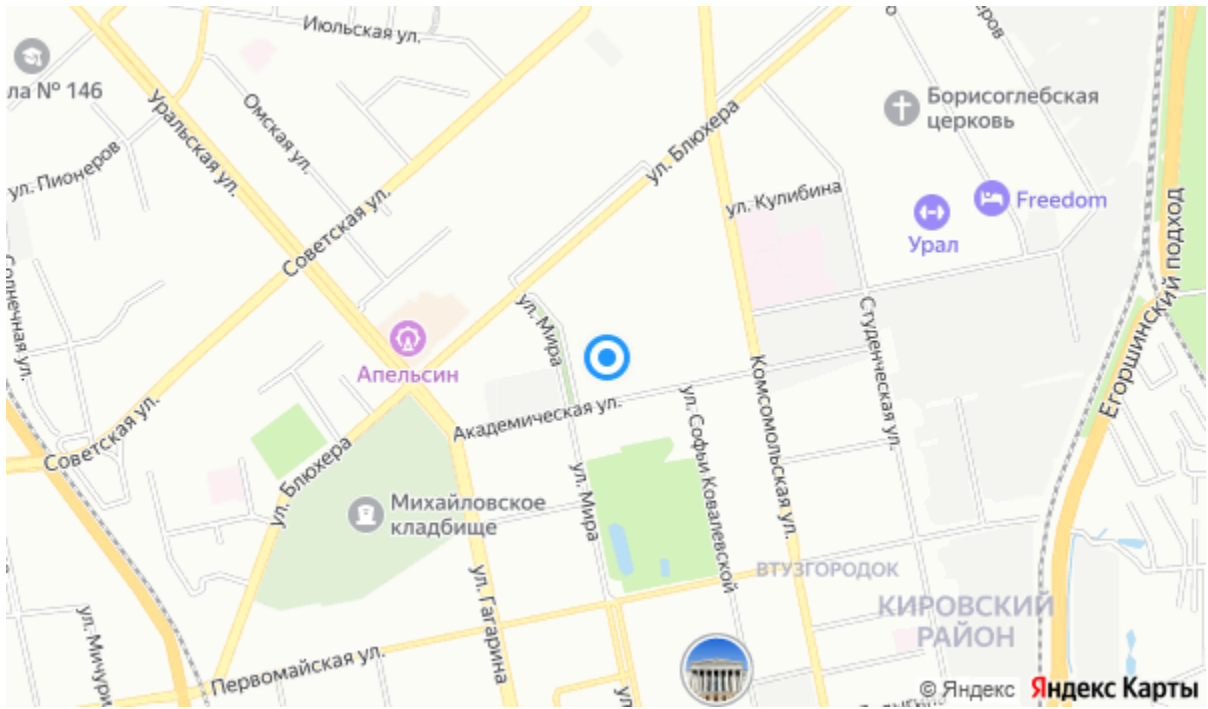 Июльская ул.
ла № 146
Омская ул.
Уральская ул.
ул. Пионеров
ул. Блюхера
Борисоглебская
церковь
ул. Кулибина
Freedom
Урал
Советская ул.
Егоршинский подход
Солнечная ул.
ул. Мира
Студенческая ул.
Апельсин
Комсомольская ул.
Академическая ул.
ул. Софьи Ковалевской
Советская ул.
ул. Блюхера
ул. Мира
Михайловское
кладбище
ВТУЗГОРОДОК
ул. Гагарина
КИРОВСКИЙ
РАЙОН
ул. Мичури
Первомайская ул.
© Яндекс Яндекс Карты